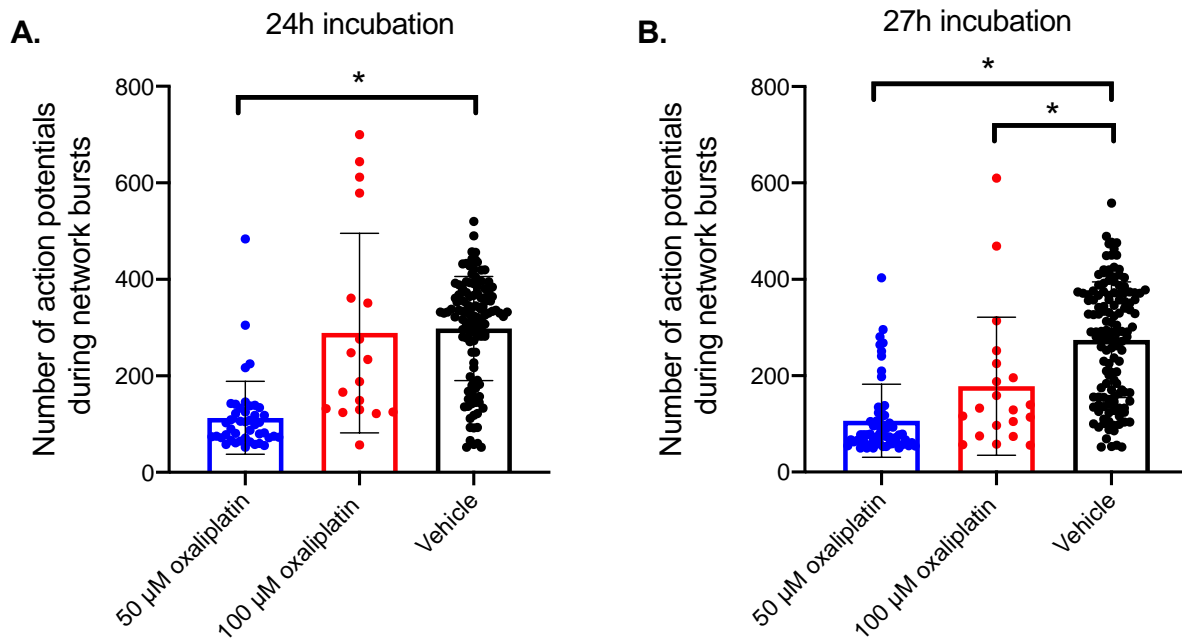 A.
24h incubation
*
Number of action potentials
during network bursts
800
600
400
200
0
50 µM oxaliplatin
100 µM oxaliplatin
Vehicle
B.
27h incubation
*
*
Number of action potentials
during network bursts
800
600
400
200
0
50 µM oxaliplatin
100 µM oxaliplatin
Vehicle